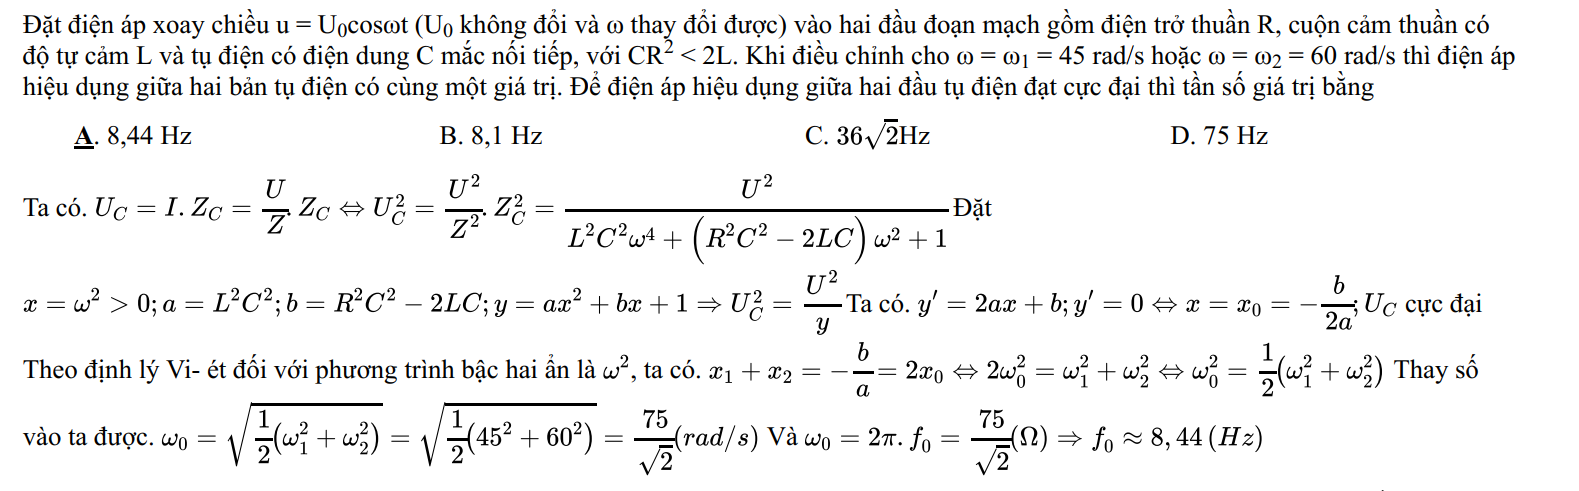 Đặt điện áp xoay chiều u = U₀cosωt (U₀ không đổi và ω thay đổi được) vào hai đầu đoạn mạch gồm điện trở thuần R, cuộn cảm thuần có
độ tự cảm L và tụ điện có điện dung C mắc nối tiếp, với CR² < 2L. Khi điều chỉnh cho ω = ω₁ = 45 rad/s hoặc ω = ω₂ = 60 rad/s thì điện áp
hiệu dụng giữa hai bản tụ điện có cùng một giá trị. Để điện áp hiệu dụng giữa hai đầu tụ điện đạt cực đại thì tần số giá trị bằng
A. 8,44 Hz B. 8,1 Hz C. 36√2Hz D. 75 Hz
Ta có. $U_C = I.Z_C = \frac{U}{Z}.Z_C \Leftrightarrow U_C^2 = \frac{U^2}{Z^2}.Z_C^2 = \frac{U^2}{L^2C^2\omega^4 + (R^2C^2 - 2LC)\omega^2 + 1}$ Đặt
$x = \omega^2 > 0; a = L^2C^2; b = R^2C^2 - 2LC; y = ax^2 + bx + 1 \Rightarrow U_C^2 = \frac{U^2}{y}$ Ta có. $y' = 2ax + b; y' = 0 \Leftrightarrow x = x_0 = -\frac{b}{2a}; U_C$ cực đại
Theo định lý Vi- ét đối với phương trình bậc hai ẩn là $\omega^2$, ta có. $x_1 + x_2 = -\frac{b}{a} = 2x_0 \Leftrightarrow 2\omega_0^2 = \omega_1^2 + \omega_2^2 \Leftrightarrow \omega_0^2 = \frac{1}{2}(\omega_1^2 + \omega_2^2)$ Thay số
vào ta được. $\omega_0 = \sqrt{\frac{1}{2}(\omega_1^2 + \omega_2^2)} = \sqrt{\frac{1}{2}(45^2 + 60^2)} = \frac{75}{\sqrt{2}}(rad/s)$ Và $\omega_0 = 2\pi.f_0 = \frac{75}{\sqrt{2}}(\Omega) \Rightarrow f_0 \approx 8,44\,(Hz)$